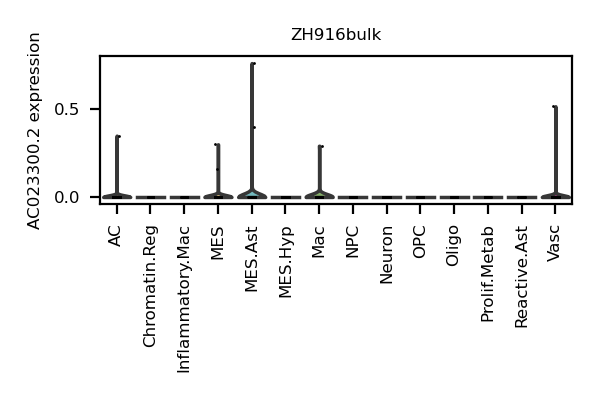 ZH916bulk
AC023300.2 expression
0.5
0.0
AC
Chromatin.Reg
Inflammatory.Mac
MES
MES.Ast
MES.Hyp
Mac
NPC
Neuron
OPC
Oligo
Prolif.Metab
Reactive.Ast
Vasc